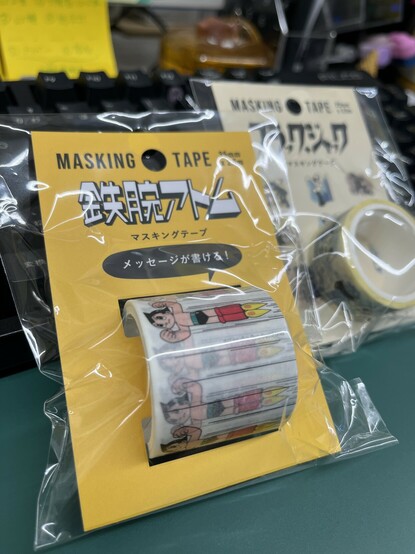 MASKING TAPE
鉄腕アトム
マスキングテープ
メッセージが書ける!
MASKING TAPE
ブラック・ジャック
マスキングテープ